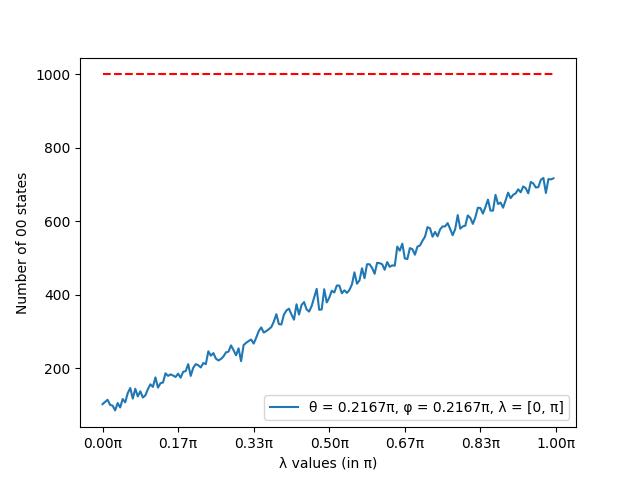 1000
800
600
400
200
Number of 00 states
θ = 0.2167π, φ = 0.2167π, λ = [0, π]
0.00π 0.17π 0.33π 0.50π 0.67π 0.83π 1.00π
λ values (in π)